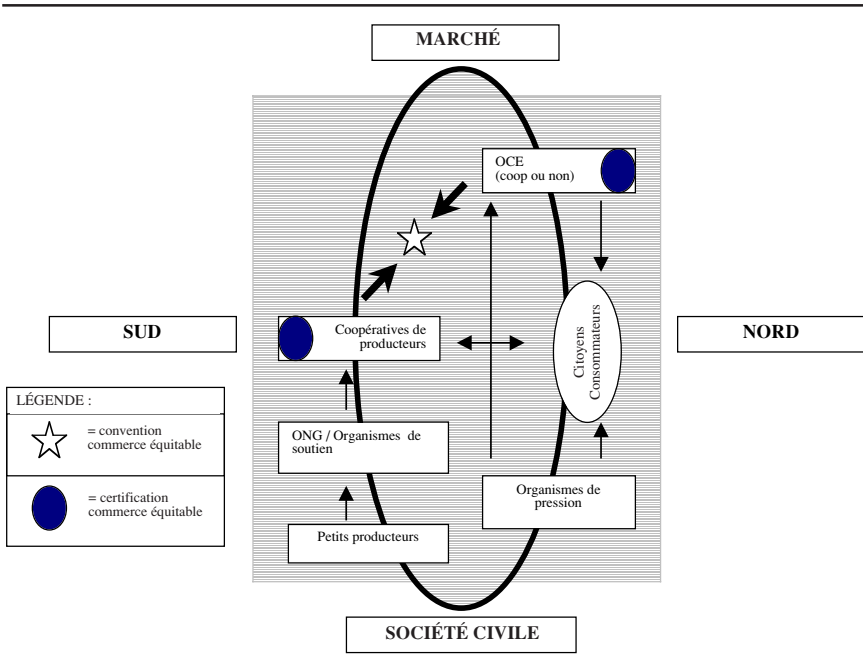 MARCHÉ
OCE
(coop ou non)
SUD
Coopératives de
producteurs
Citoyens
Consommateurs
NORD
LÉGENDE :
= convention
commerce équitable
= certification
commerce équitable
ONG / Organismes de
soutien
Organismes de
pression
Petits producteurs
SOCIÉTÉ CIVILE